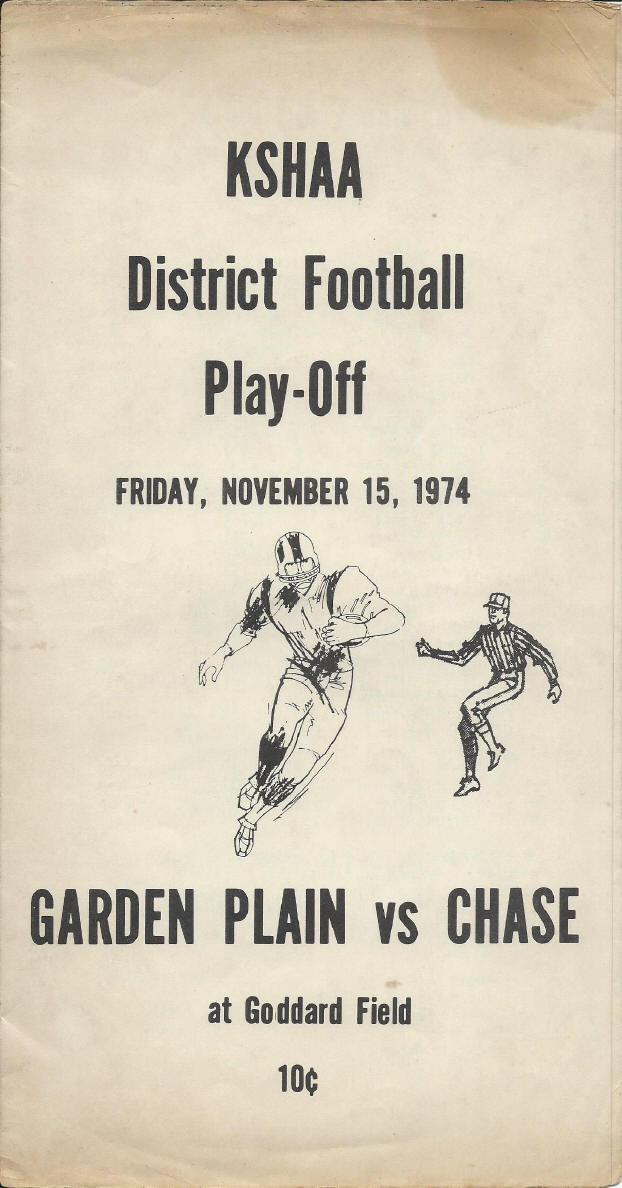 KSHAA
District Football
Play-Off
FRIDAY, NOVEMBER 15, 1974
GARDEN PLAIN vs CHASE
at Goddard Field
10¢